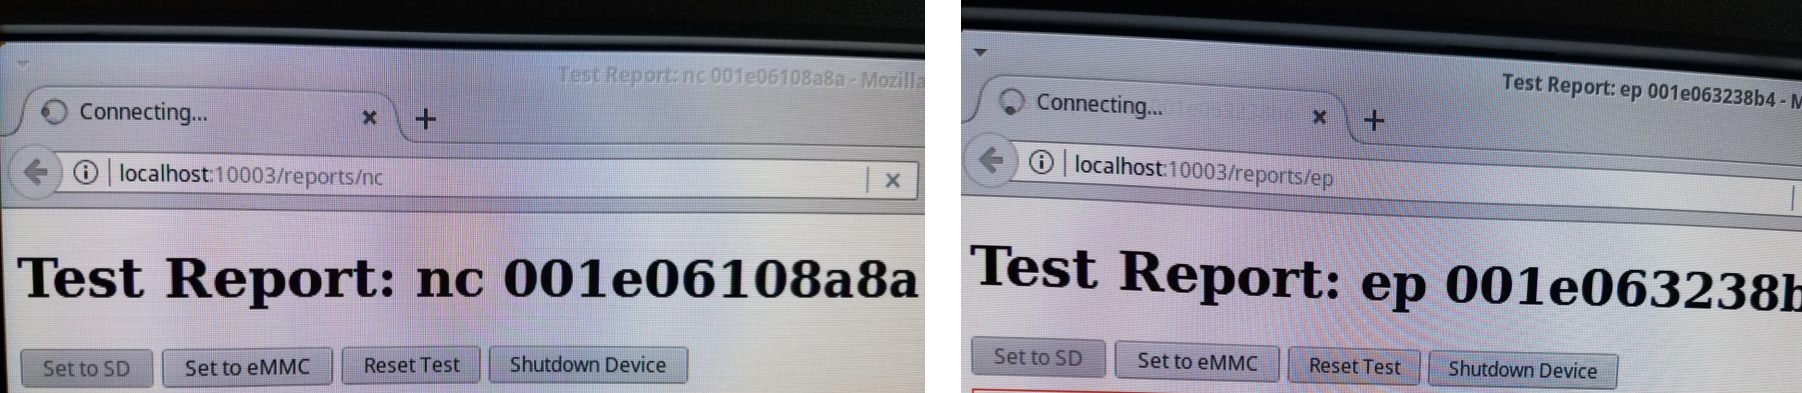 Test Report: nc 001e06108a8a - Mozilla
Connecting...
localhost:10003/reports/nc
Test Report: nc 001e06108a8a
Set to SD Set to eMMC Reset Test Shutdown Device
Test Report: ep 001e063238b4 - M
Connecting...
localhost:10003/reports/ep
Test Report: ep 001e063238b
Set to SD Set to eMMC Reset Test Shutdown Device